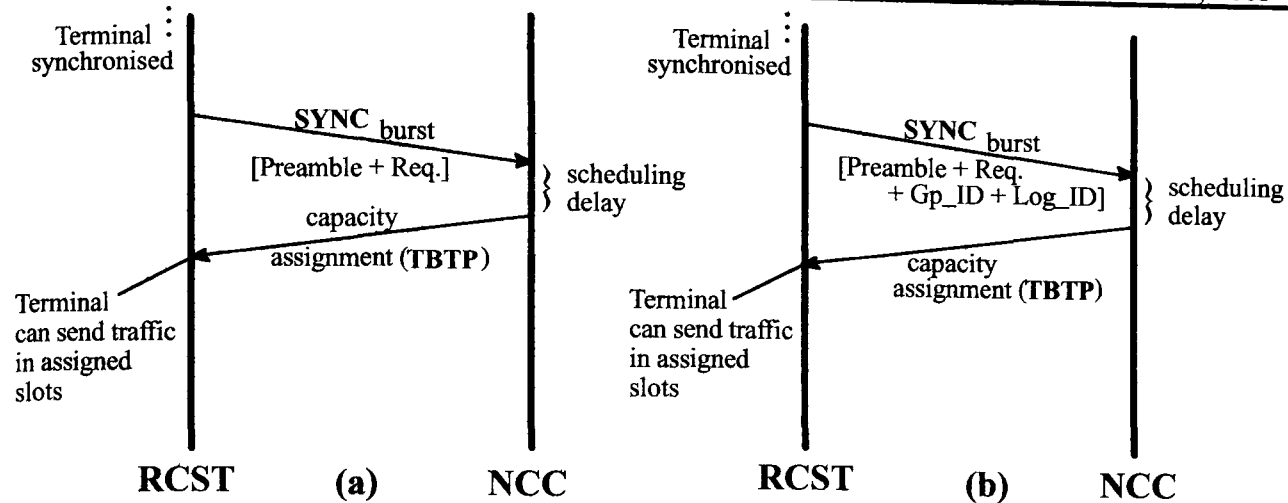 Terminal
synchronised
SYNC burst
[Preamble + Req.]
scheduling
delay
capacity
assignment (TBTP)
Terminal
can send traffic
in assigned
slots
RCST
(a)
NCC
Terminal
synchronised
SYNC burst
[Preamble + Req.
+ Gp_ID + Log_ID]
scheduling
delay
capacity
assignment (TBTP)
Terminal
can send traffic
in assigned
slots
RCST
(b)
NCC